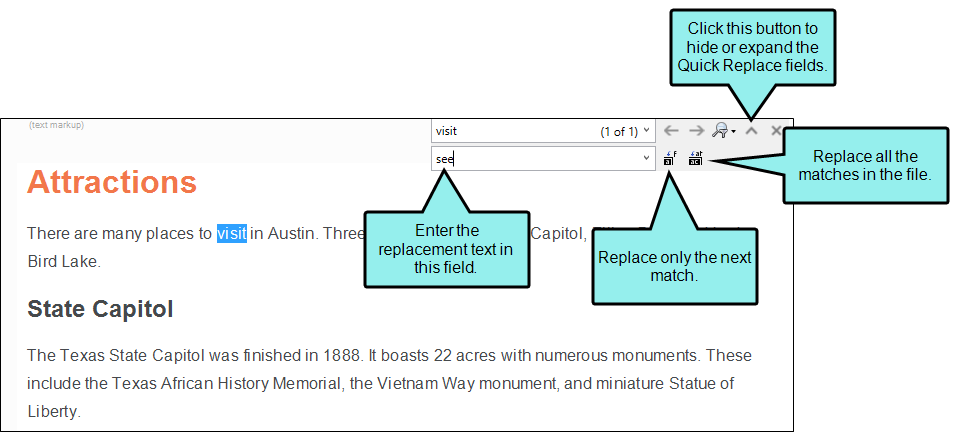 Click this button to
hide or expand the
Quick Replace fields.
(text markup)
visit (1 of 1)
see
Replace all the
matches in the file.
Attractions
There are many places to visit in Austin. Three Capitol,
Bird Lake.
Enter the
replacement text in
this field.
Replace only the next
match.
State Capitol
The Texas State Capitol was finished in 1888. It boasts 22 acres with numerous monuments. These
include the Texas African History Memorial, the Vietnam Way monument, and miniature Statue of
Liberty.